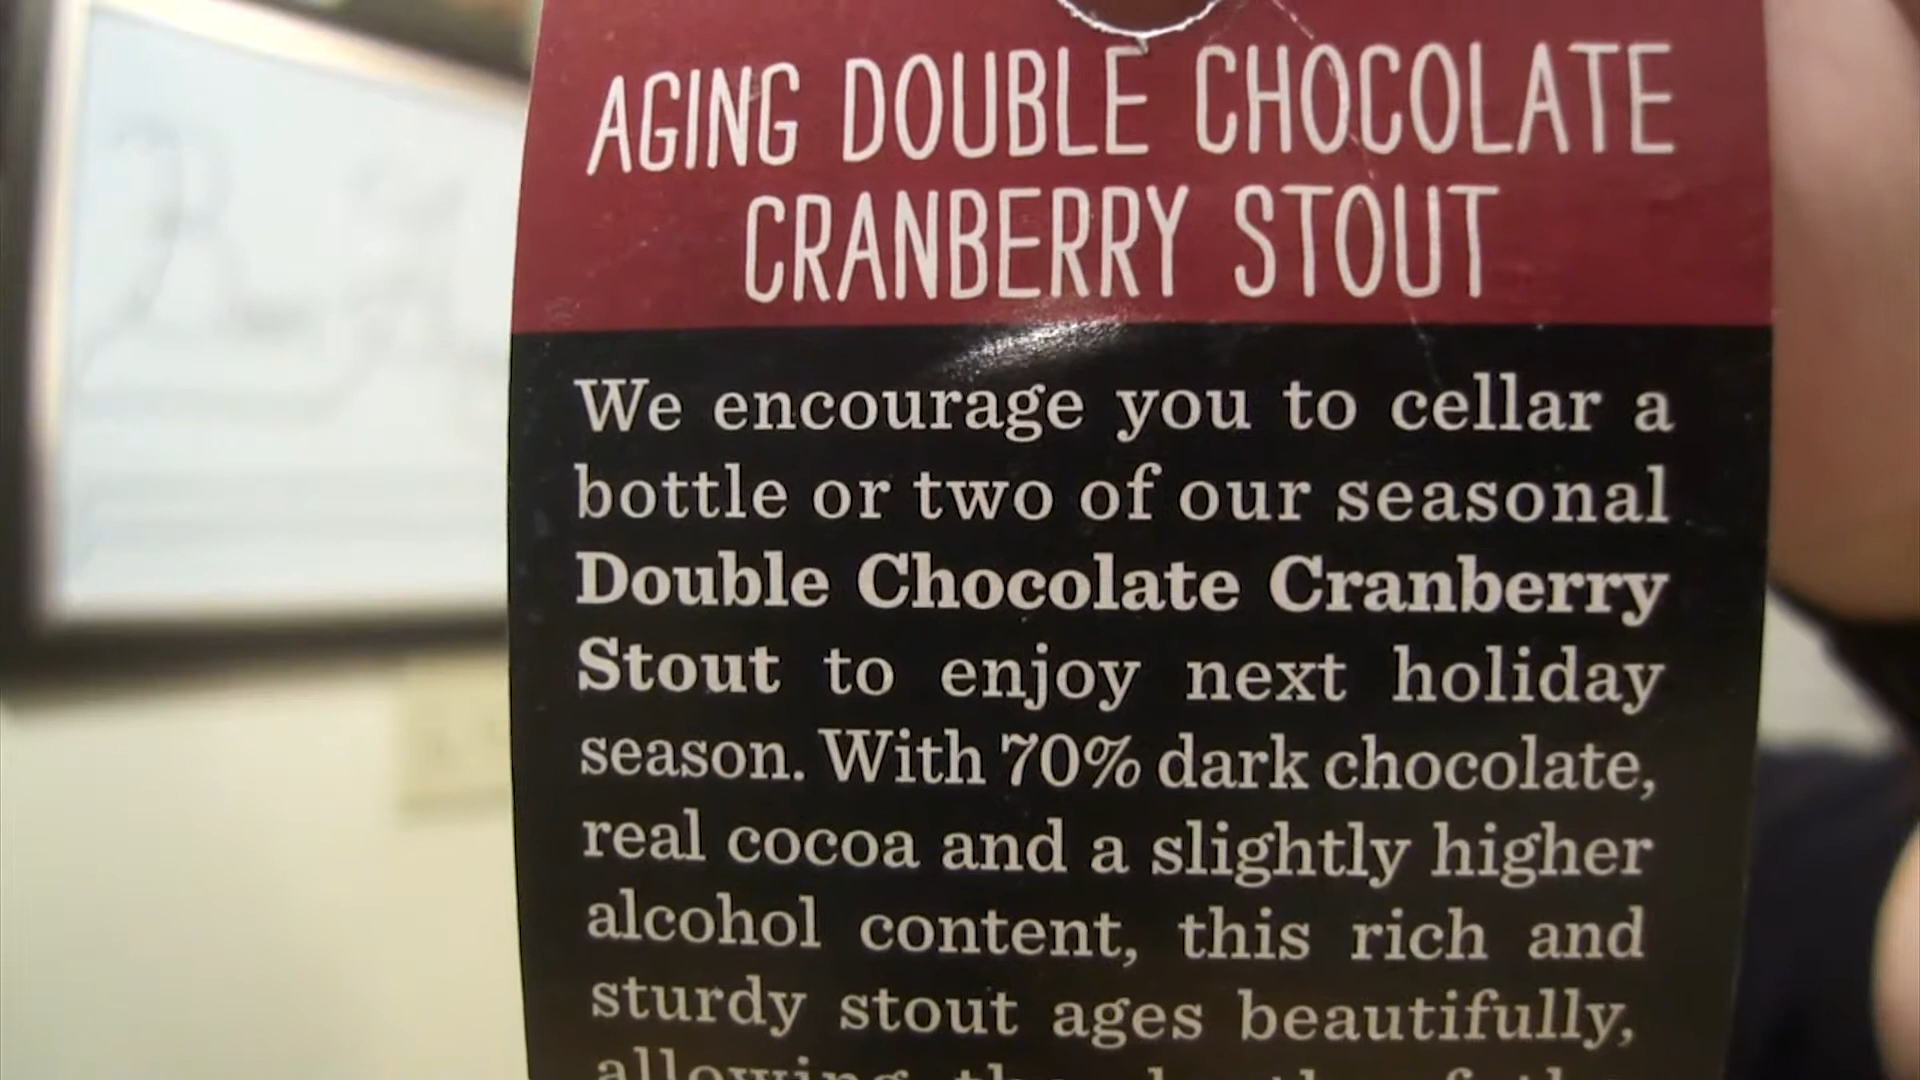 AGING DOUBLE CHOCOLATE
CRANBERRY STOUT
We encourage you to cellar a
bottle or two of our seasonal
Double Chocolate Cranberry
Stout to enjoy next holiday
season. With 70% dark chocolate,
real cocoa and a slightly higher
alcohol content, this rich and
sturdy stout ages beautifully,
allowing